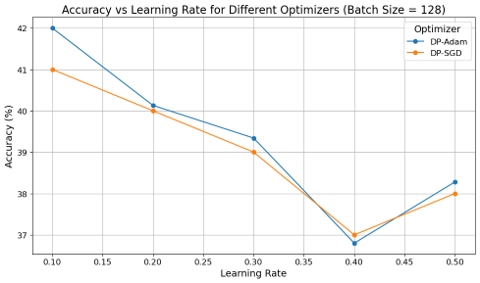 Accuracy vs Learning Rate for Different Optimizers (Batch Size = 128)
Optimizer
DP-Adam
DP-SGD
Accuracy (%)
42
41
40
39
38
37
0.10 0.15 0.20 0.25 0.30 0.35 0.40 0.45 0.50
Learning Rate